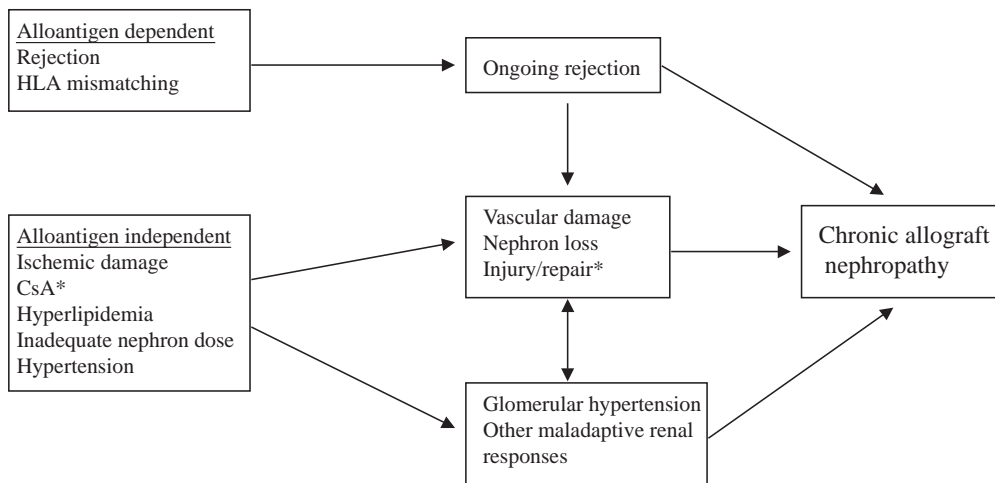 Alloantigen dependent
Rejection
HLA mismatching
Ongoing rejection
Alloantigen independent
Ischemic damage
CsA*
Hyperlipidemia
Inadequate nephron dose
Hypertension
Vascular damage
Nephron loss
Injury/repair*
Glomerular hypertension
Other maladaptive renal
responses
Chronic allograft
nephropathy